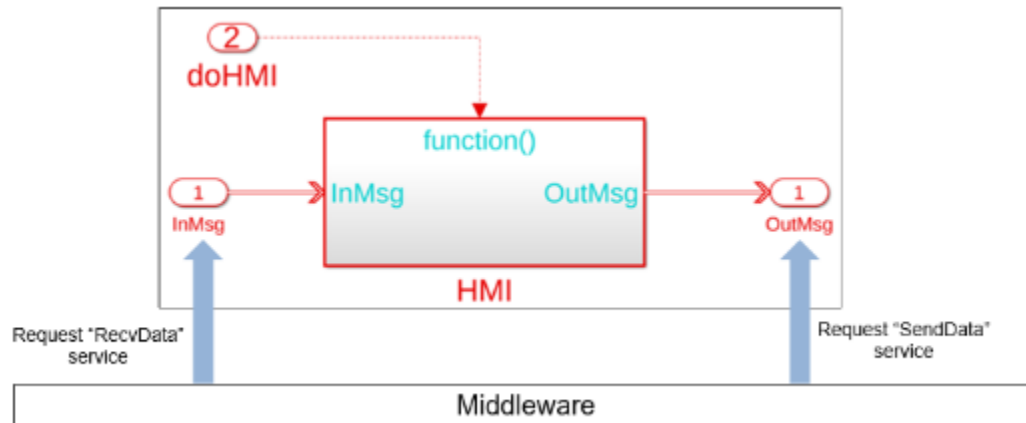 2
doHMI
function()
1
InMsg
InMsg
OutMsg
1
OutMsg
HMI
Request “RecvData”
service
Request “SendData”
service
Middleware